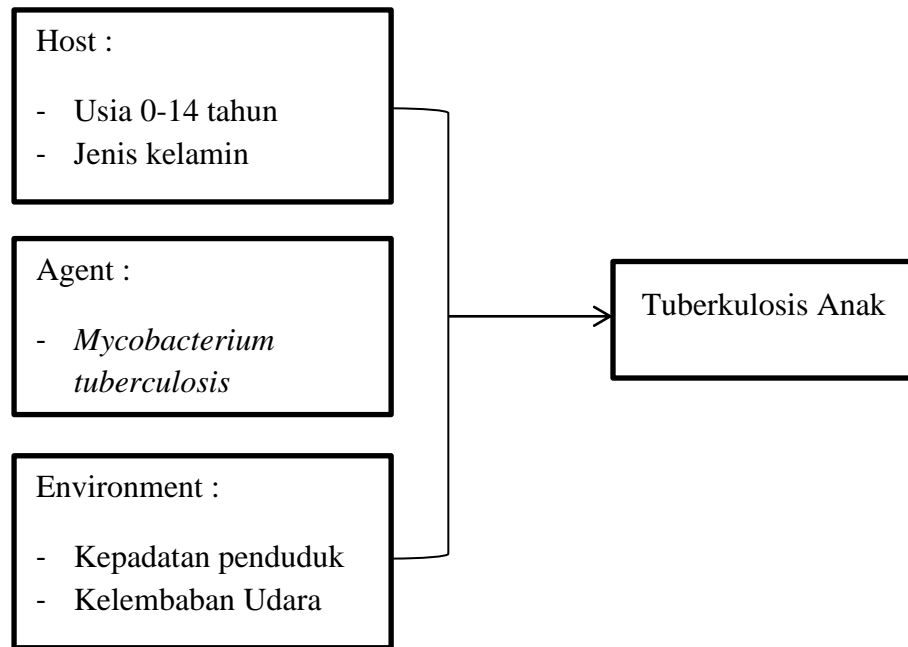 Host :
- Usia 0-14 tahun
- Jenis kelamin
Agent :
- Mycobacterium
tuberculosis
Environment :
- Kepadatan penduduk
- Kelembaban Udara
Tuberkulosis Anak